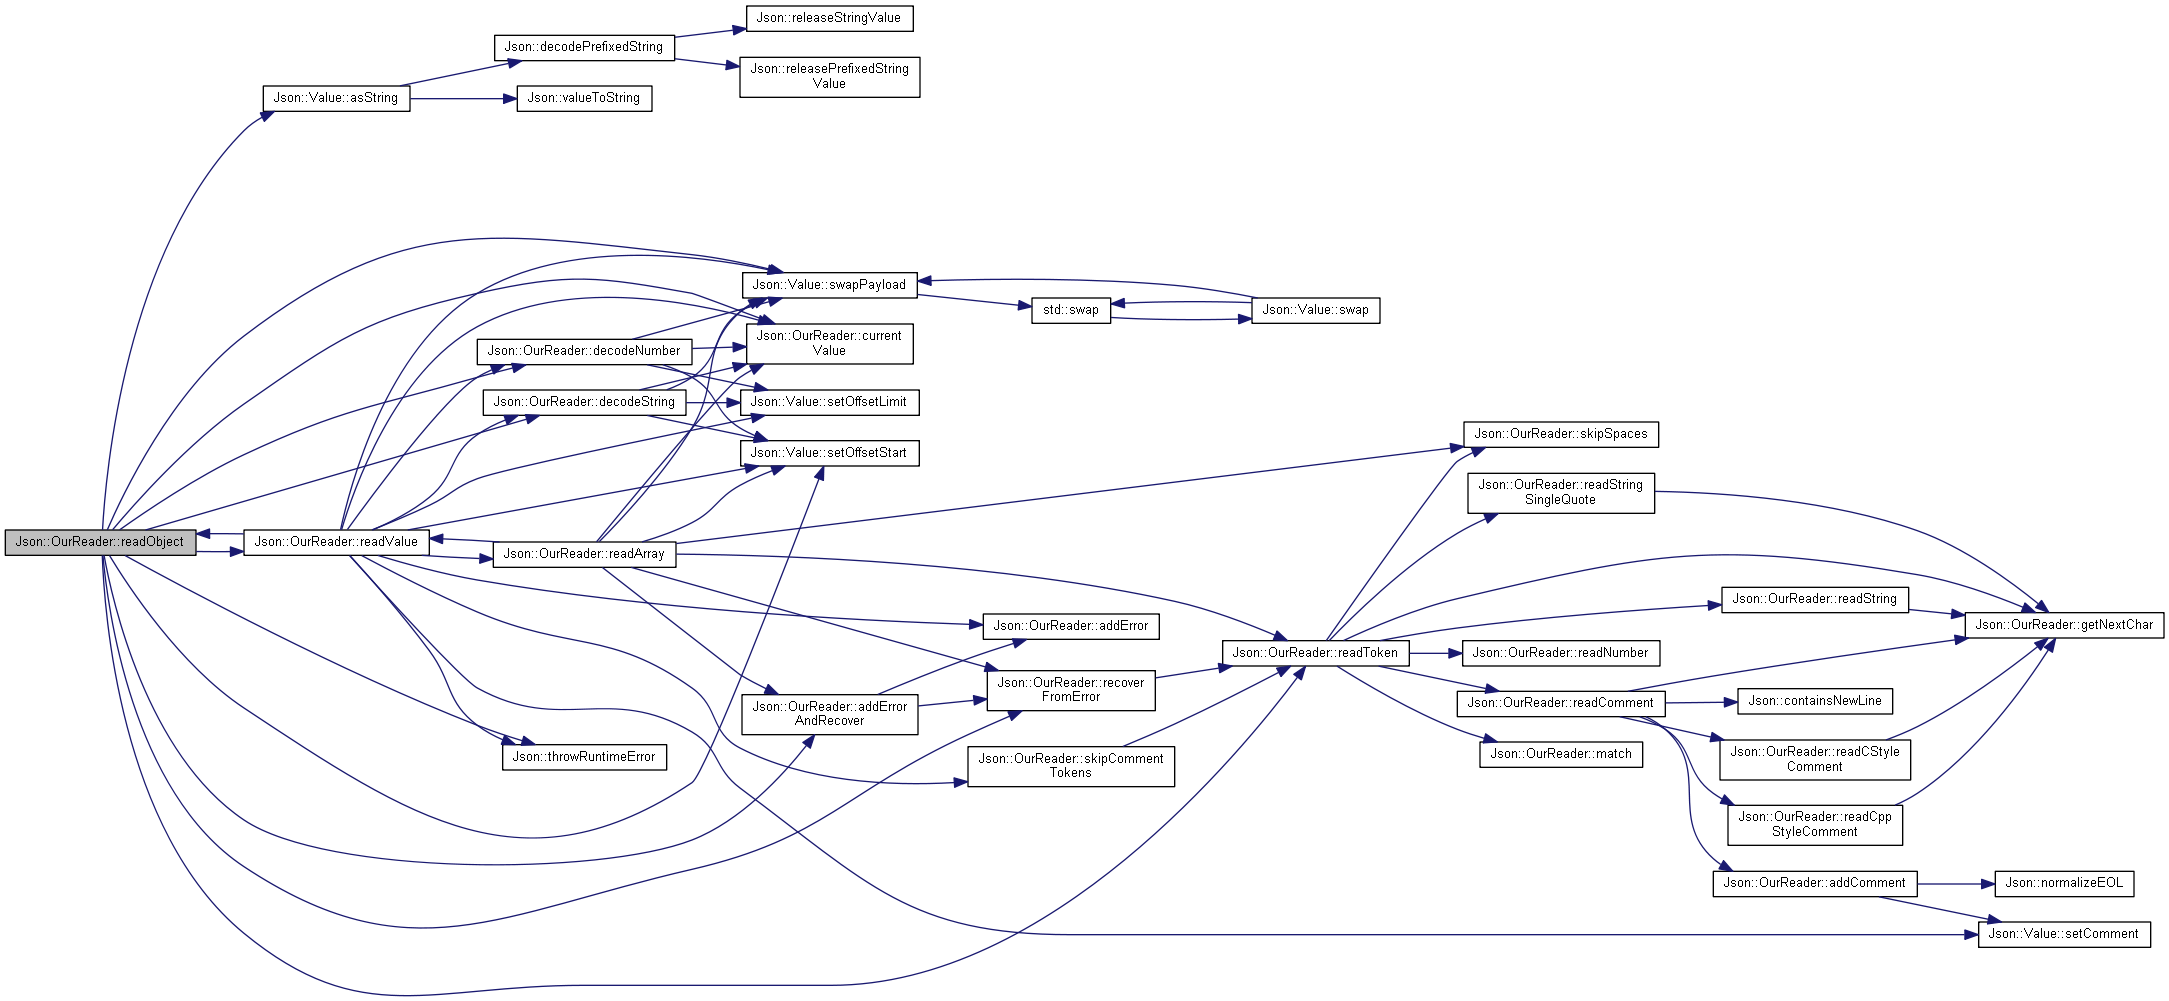 Json::releaseStringValue
Json::decodePrefixedString
Json::releasePrefixedString
Value
Json::Value::asString
Json::valueToString
Json::Value::swapPayload
std::swap
Json::Value::swap
Json::OurReader::current
Value
Json::OurReader::decodeNumber
Json::OurReader::decodeString
Json::Value::setOffsetLimit
Json::Value::setOffsetStart
Json::OurReader::skipSpaces
Json::OurReader::readString
SingleQuote
Json::OurReader::readObject
Json::OurReader::readValue
Json::OurReader::readArray
Json::OurReader::readString
Json::OurReader::addError
Json::OurReader::getNextChar
Json::OurReader::readToken
Json::OurReader::readNumber
Json::OurReader::recover
FromError
Json::OurReader::addError
AndRecover
Json::OurReader::readComment
Json::containsNewLine
Json::throwRuntimeError
Json::OurReader::skipComment
Tokens
Json::OurReader::match
Json::OurReader::readCStyle
Comment
Json::OurReader::readCpp
StyleComment
Json::OurReader::addComment
Json::normalizeEOL
Json::Value::setComment